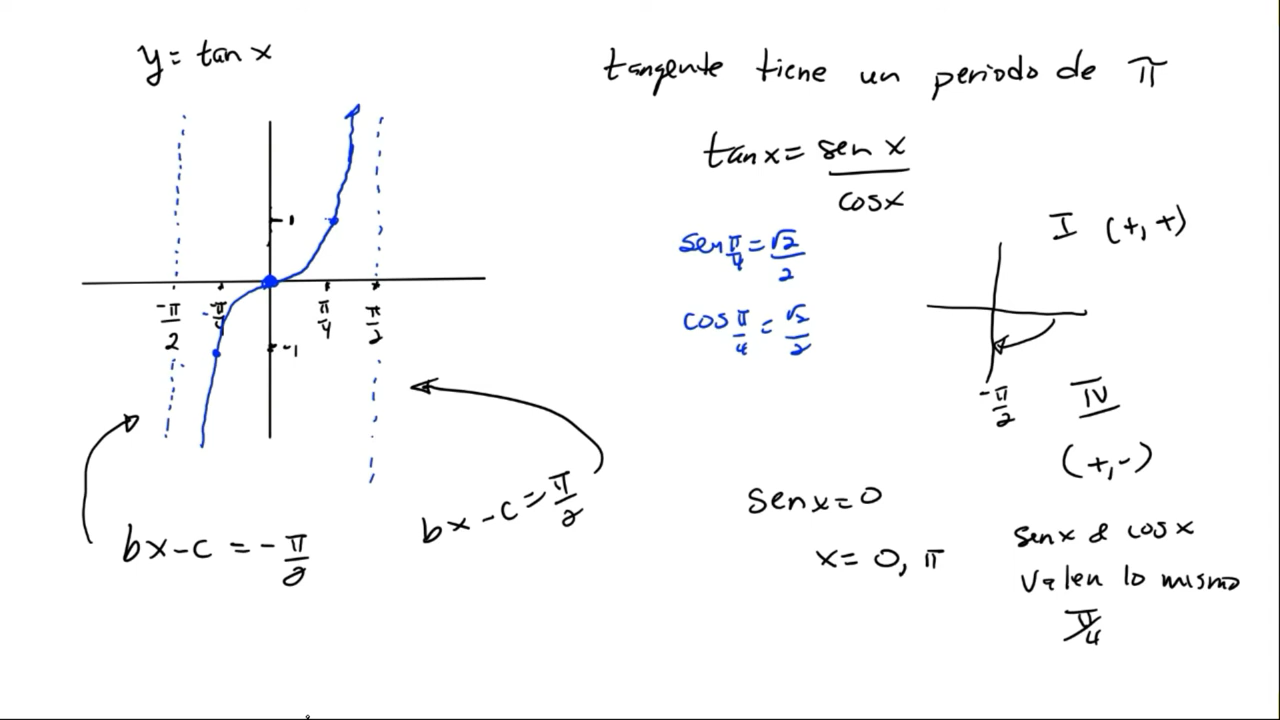 y = tan x
tangente tiene un periodo de π
tan x = sen x / cos x
I (+, +)
sen π/4 = √2/2
cos π/4 = √2/2
1
-π/2 -π/4 π/4 π/2
-1
-π/2
IV
(+, -)
bx - c = π/2
bx - c = -π/2
sen x = 0
x = 0, π
sen x & cos x
valen lo mismo
π/4